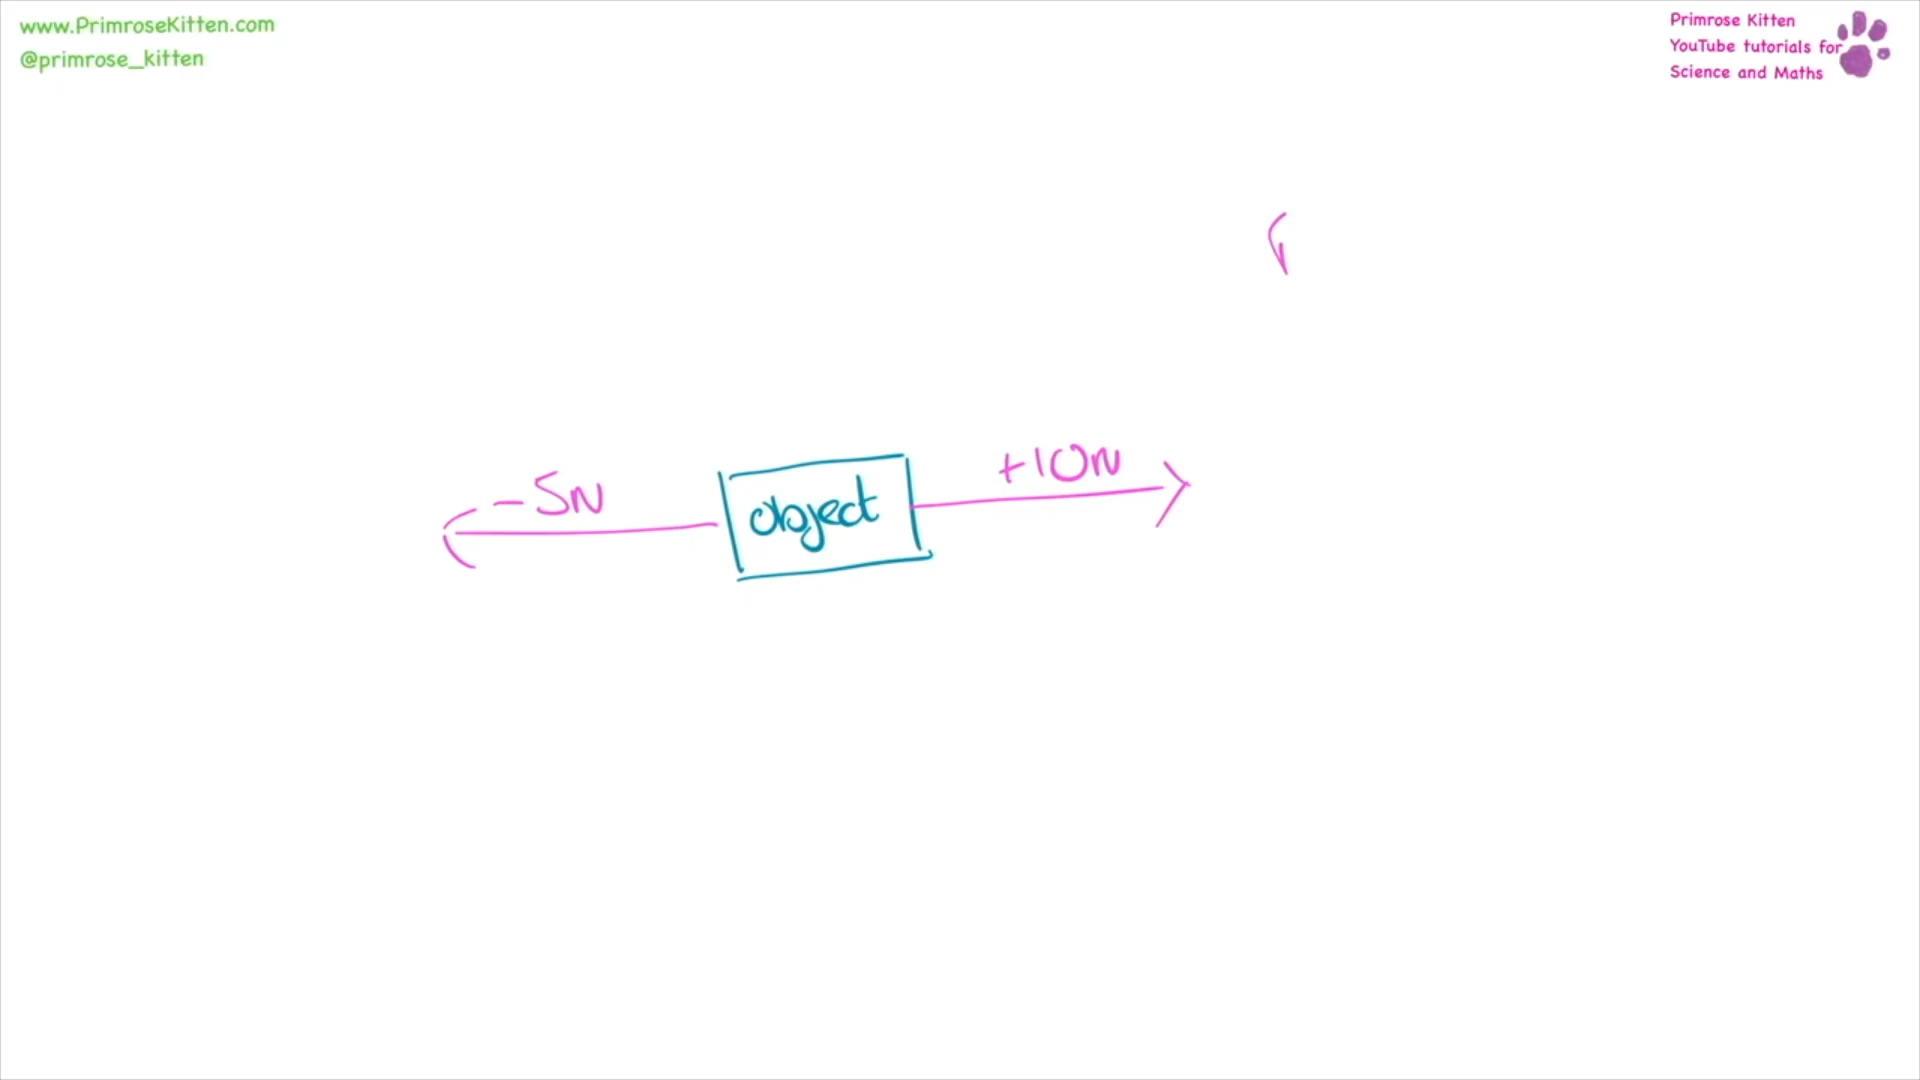 www.PrimroseKitten.com
@primrose_kitten
Primrose Kitten
YouTube tutorials for
Science and Maths
-5N
object
+10N